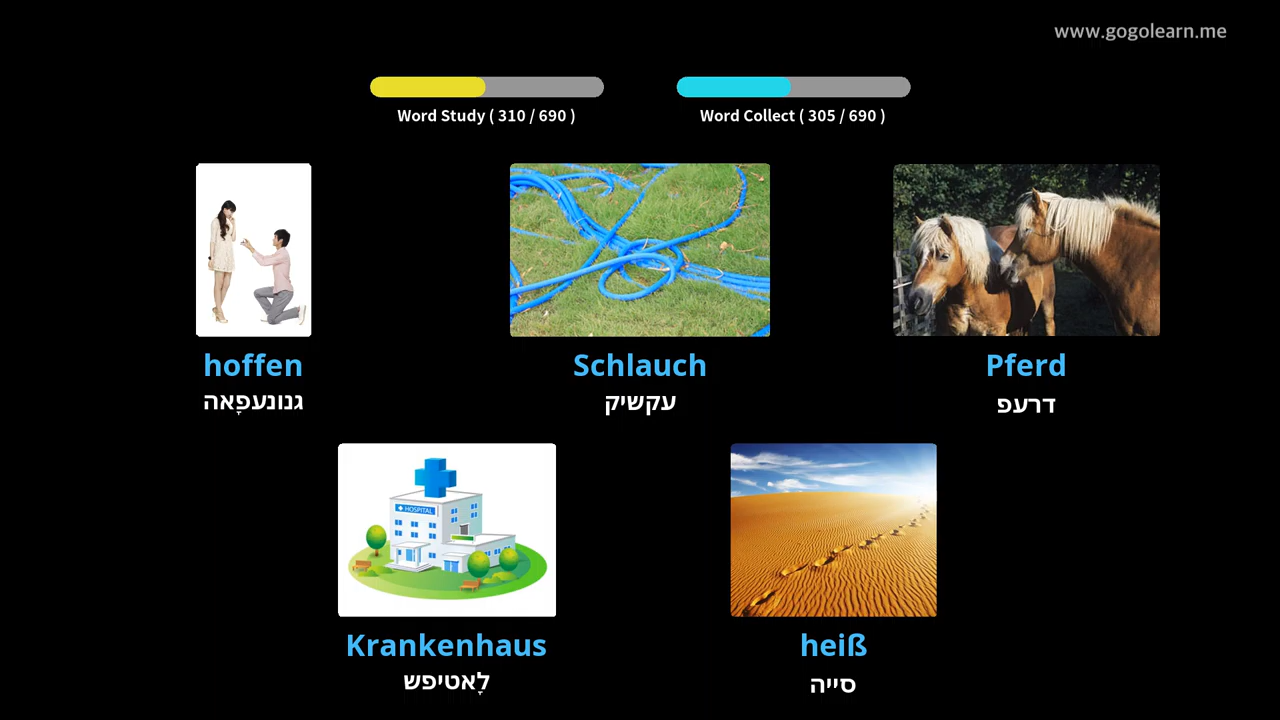 www.gogolearn.me
Word Study ( 310 / 690 )
Word Collect ( 305 / 690 )
hoffen
גנונעפָאה
Schlauch
עקשיק
Pferd
דרעפ
HOSPITAL
Krankenhaus
לָאטיפש
heiß
סייה